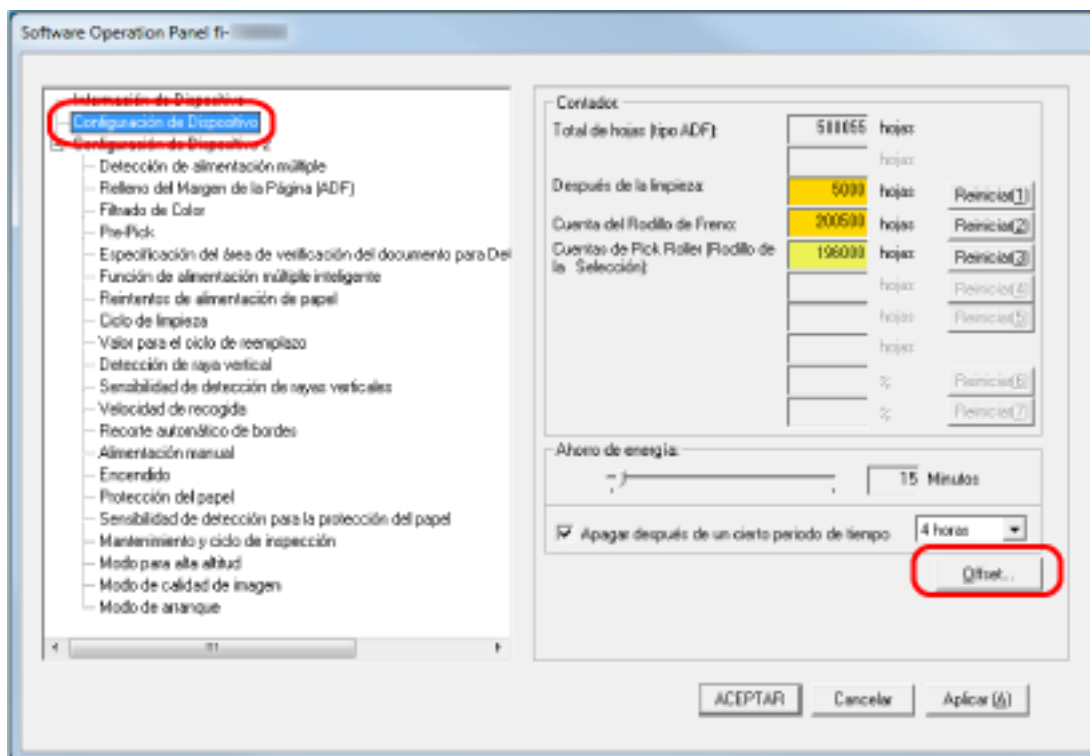 Software Operation Panel fi-
Información de Dispositivo
Configuración de Dispositivo
Configuración de Dispositivo 2
Detección de alimentación múltiple
Relleno del Margen de la Página (ADF)
Filtrado de Color
Pre-Pick
Especificación del área de verificación del documento para Det
Función de alimentación múltiple inteligente
Reintentos de alimentación de papel
Ciclo de limpieza
Valor para el ciclo de reemplazo
Detección de raya vertical
Sensibilidad de detección de rayas verticales
Velocidad de recogida
Recorte automático de bordes
Alimentación manual
Encendido
Protección del papel
Sensibilidad de detección para la protección del papel
Mantenimiento y ciclo de inspección
Modo para alta altitud
Modo de calidad de imagen
Modo de arranque
Contador:
Total de hojas (tipo ADF): 500055 hojas
hojas
Después de la limpieza: 5000 hojas Reiniciar(1)
Cuenta del Rodillo de Freno: 200500 hojas Reiniciar(2)
Cuentas de Pick Roller (Rodillo de la Selección): 196000 hojas Reiniciar(3)
hojas Reiniciar(4)
hojas Reiniciar(5)
hojas
% Reiniciar(6)
% Reiniciar(7)
Ahorro de energía:
15 Minutos
Apagar después de un cierto periodo de tiempo 4 horas
Offset...
ACEPTAR Cancelar Aplicar (A)